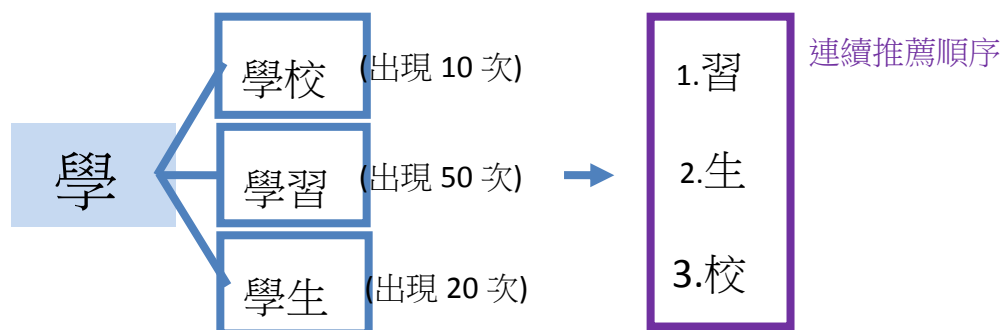 學
學校 (出現 10 次)
學習 (出現 50 次)
學生 (出現 20 次)
1.習
2.生
3.校
連續推薦順序